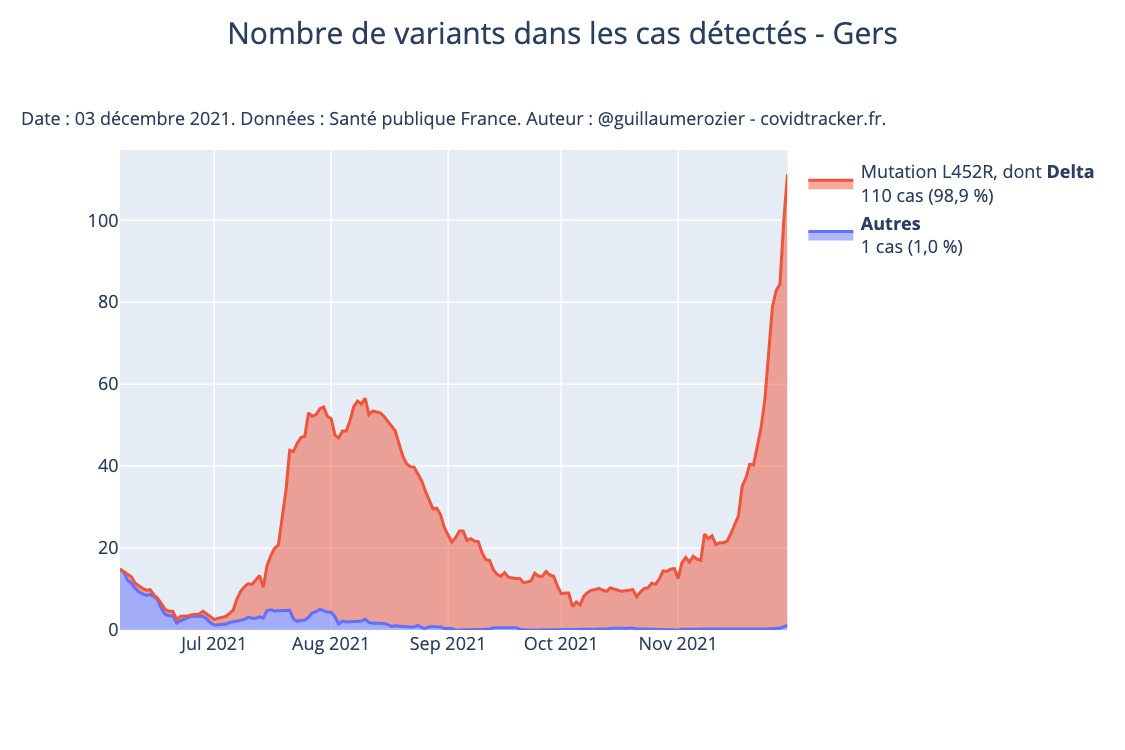 Nombre de variants dans les cas détectés - Gers
Date : 03 décembre 2021. Données : Santé publique France. Auteur : @guillaumerozier - covidtracker.fr.
Mutation L452R, dont Delta
110 cas (98,9 %)
Autres
1 cas (1,0 %)
100
80
60
40
20
0
Jul 2021
Aug 2021
Sep 2021
Oct 2021
Nov 2021